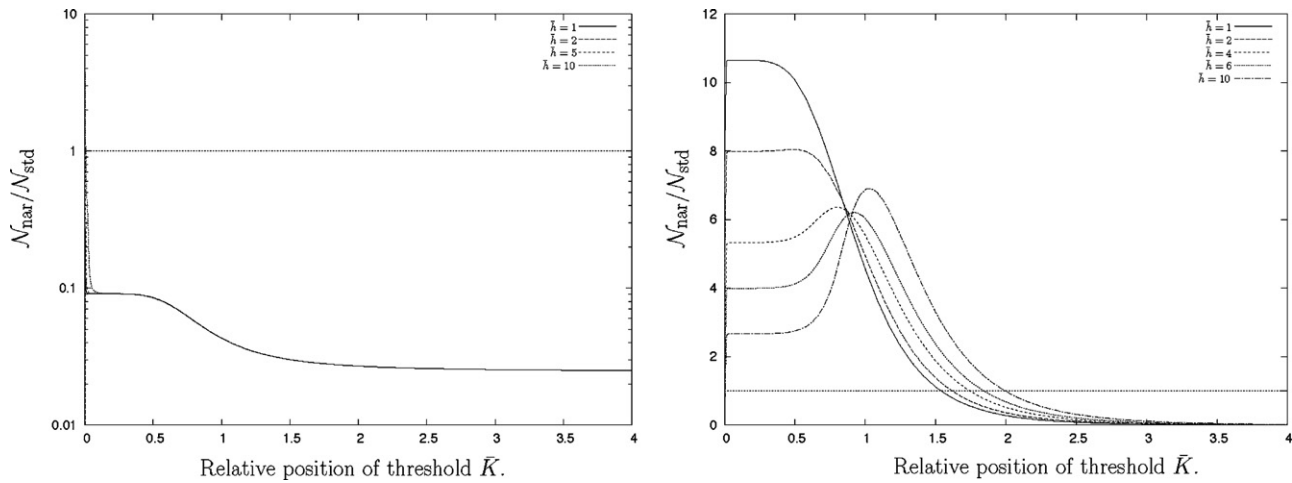 10
1
0.1
0.01
0
0.5
1
1.5
2
2.5
3
3.5
4
h̄ = 1
h̄ = 2
h̄ = 5
h̄ = 10
𝒩nar/𝒩std
Relative position of threshold K̄.
12
10
8
6
4
2
0
0
0.5
1
1.5
2
2.5
3
3.5
4
h̄ = 1
h̄ = 2
h̄ = 4
h̄ = 6
h̄ = 10
𝒩nar/𝒩std
Relative position of threshold K̄.